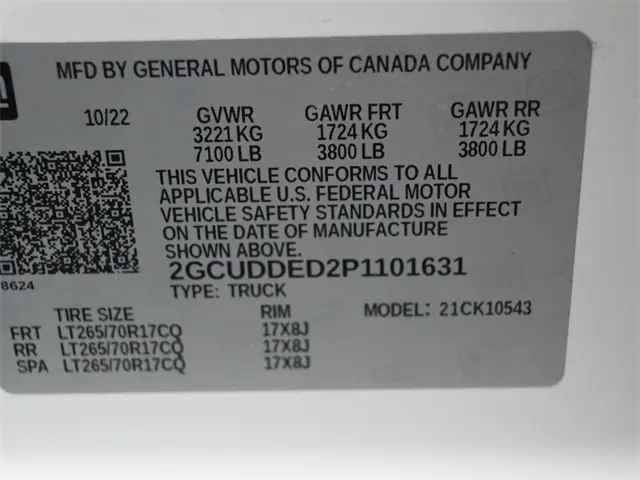 MFD BY GENERAL MOTORS OF CANADA COMPANY
10/22 GVWR GAWR FRT GAWR RR
3221 KG 1724 KG 1724 KG
7100 LB 3800 LB 3800 LB
THIS VEHICLE CONFORMS TO ALL
APPLICABLE U.S. FEDERAL MOTOR
VEHICLE SAFETY STANDARDS IN EFFECT
ON THE DATE OF MANUFACTURE
SHOWN ABOVE.
2GCUDDED2P1101631
8624
TYPE: TRUCK
TIRE SIZE RIM MODEL: 21CK10543
FRT LT265/70R17CQ 17X8J
RR LT265/70R17CQ 17X8J
SPA LT265/70R17CQ 17X8J